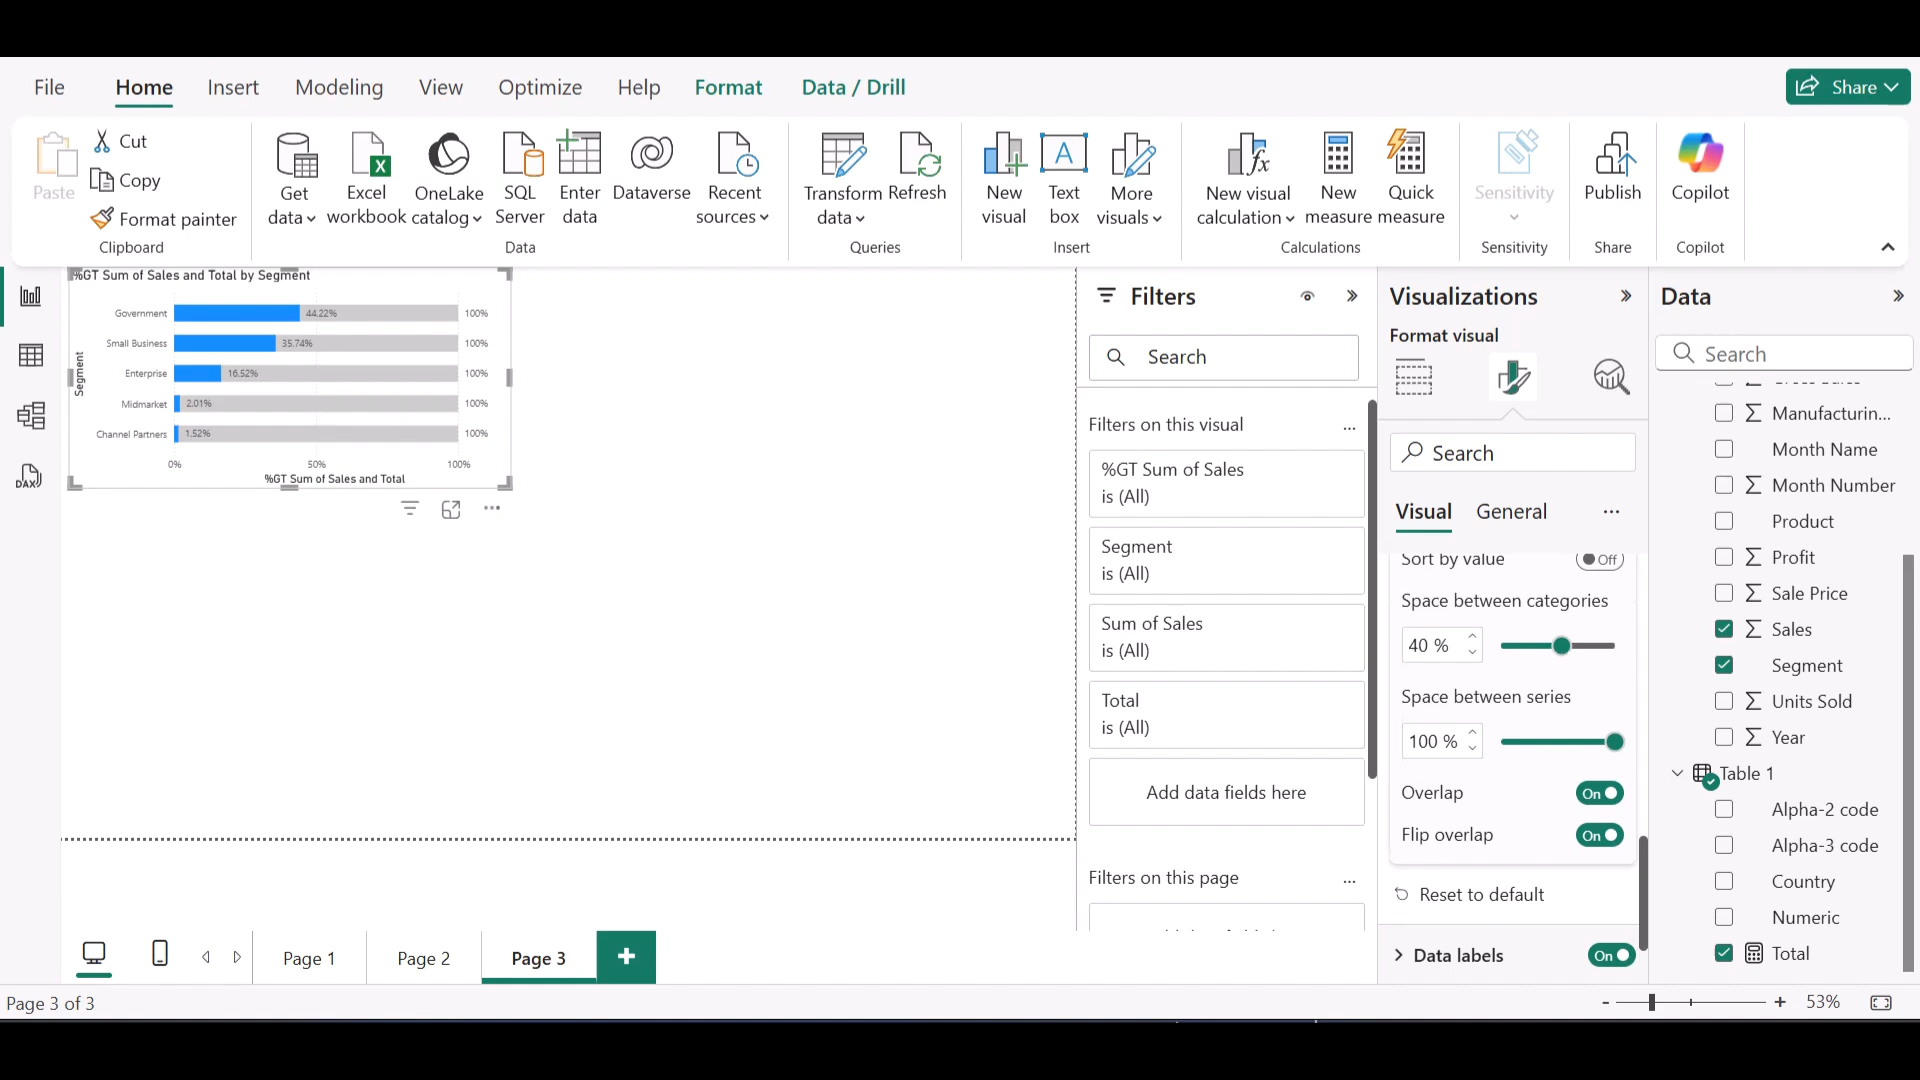 File Home Insert Modeling View Optimize Help Format Data / Drill Share
Paste
Cut
Copy
Format painter
Clipboard
Get data
Excel workbook
OneLake catalog
SQL Server
Enter data
Dataverse
Recent sources
Data
Transform data
Refresh
Queries
New visual
Text box
More visuals
Insert
New visual calculation
New measure
Quick measure
Calculations
Sensitivity
Sensitivity
Publish
Share
Copilot
Copilot
%GT Sum of Sales and Total by Segment
Segment
Government 44.22% 100%
Small Business 35.74% 100%
Enterprise 16.52% 100%
Midmarket 2.01% 100%
Channel Partners 1.52% 100%
0% 50% 100%
%GT Sum of Sales and Total
Filters
Search
Filters on this visual
%GT Sum of Sales
is (All)
Segment
is (All)
Sum of Sales
is (All)
Total
is (All)
Add data fields here
Filters on this page
Visualizations
Format visual
Search
Visual General
Sort by value Off
Space between categories
40 %
Space between series
100 %
Overlap On
Flip overlap On
Reset to default
Data labels On
Data
Search
Manufacturin...
Month Name
Month Number
Product
Profit
Sale Price
Sales
Segment
Units Sold
Year
Table 1
Alpha-2 code
Alpha-3 code
Country
Numeric
Total
DAX
Page 1 Page 2 Page 3
Page 3 of 3
- + 53%